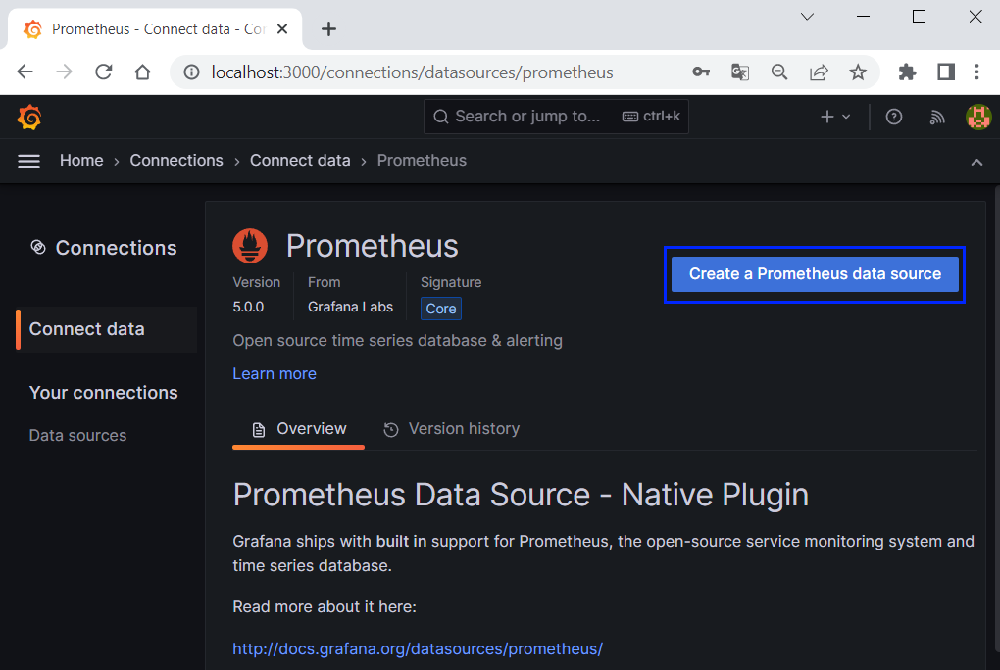 Prometheus - Connect data - Co
localhost:3000/connections/datasources/prometheus
Search or jump to... ctrl+k
Home › Connections › Connect data › Prometheus
Connections
Connect data
Your connections
Data sources
Prometheus
Create a Prometheus data source
Version From Signature
5.0.0 Grafana Labs Core
Open source time series database & alerting
Learn more
Overview Version history
Prometheus Data Source - Native Plugin
Grafana ships with built in support for Prometheus, the open-source service monitoring system and
time series database.
Read more about it here:
http://docs.grafana.org/datasources/prometheus/